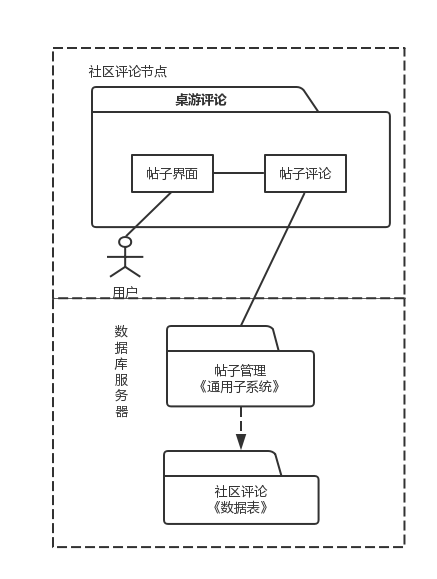 社区评论节点
桌游评论
帖子界面
帖子评论
用户
数
据
库
服
务
器
帖子管理
《通用子系统》
社区评论
《数据表》